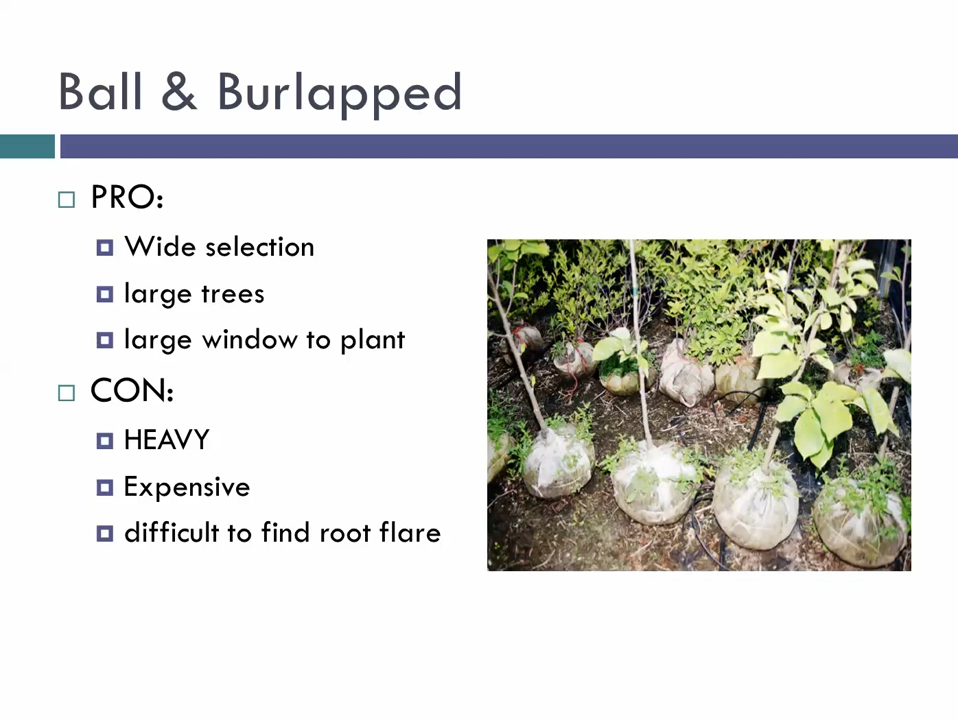 Ball & Burlapped
PRO:
Wide selection
large trees
large window to plant
CON:
HEAVY
Expensive
difficult to find root flare